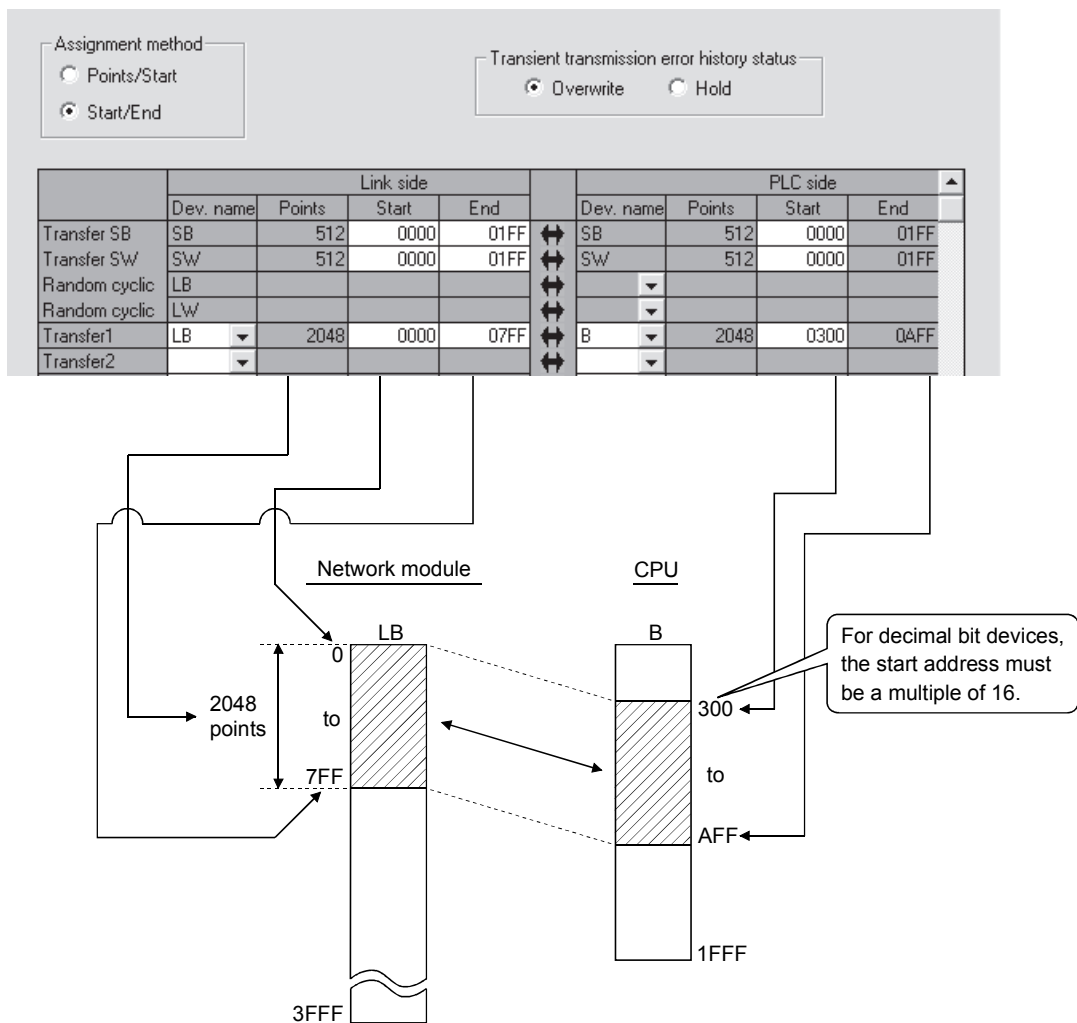 Assignment method
Points/Start
Start/End
Transient transmission error history status
Overwrite Hold
Link side PLC side
Dev. name Points Start End Dev. name Points Start End
Transfer SB SB 512 0000 01FF SB 512 0000 01FF
Transfer SW SW 512 0000 01FF SW 512 0000 01FF
Random cyclic LB
Random cyclic LW
Transfer1 LB 2048 0000 07FF B 2048 0300 0AFF
Transfer2
Network module CPU
LB B
0
2048
points
to
7FF
3FFF
300
to
AFF
1FFF
For decimal bit devices,
the start address must
be a multiple of 16.